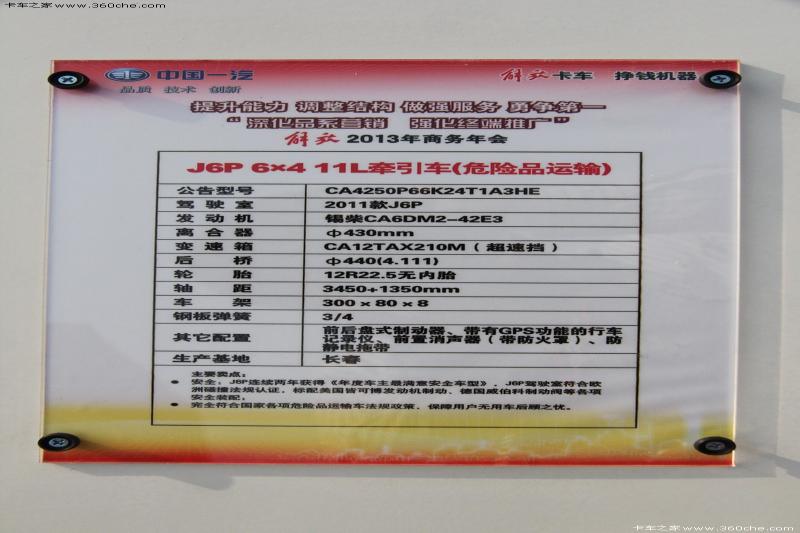 卡车之家 www.360che.com
中国一汽
品质 技术 创新
解放卡车 挣钱机器
提升能力 调整结构 做强服务 勇争第一
“深化品系营销 强化终端推广”
解放 2013年商务年会
J6P 6×4 11L牵引车(危险品运输)
公告型号 CA4250P66K24T1A3HE
驾驶室 2011款J6P
发动机 锡柴CA6DM2-42E3
离合器 φ430mm
变速箱 CA12TAX210M（超速挡）
后桥 φ440(4.111)
轮胎 12R22.5无内胎
轴距 3450+1350mm
车架 300×80×8
钢板弹簧 3/4
其它配置 前后盘式制动器、带有GPS功能的行车
记录仪、前置消声器（带防火罩）、防
静电拖带
生产基地 长春
主要卖点：
● 安全：J6P连续两年获得《年度车主最满意安全车型》，J6P驾驶室符合欧
洲碰撞法规认证，标配美国皆可博发动机制动、德国威伯科制动阀等各项
安全装配；
● 完全符合国家各项危险品运输车法规政策，保障用户无用车后顾之忧。
卡车之家 www.360che.com